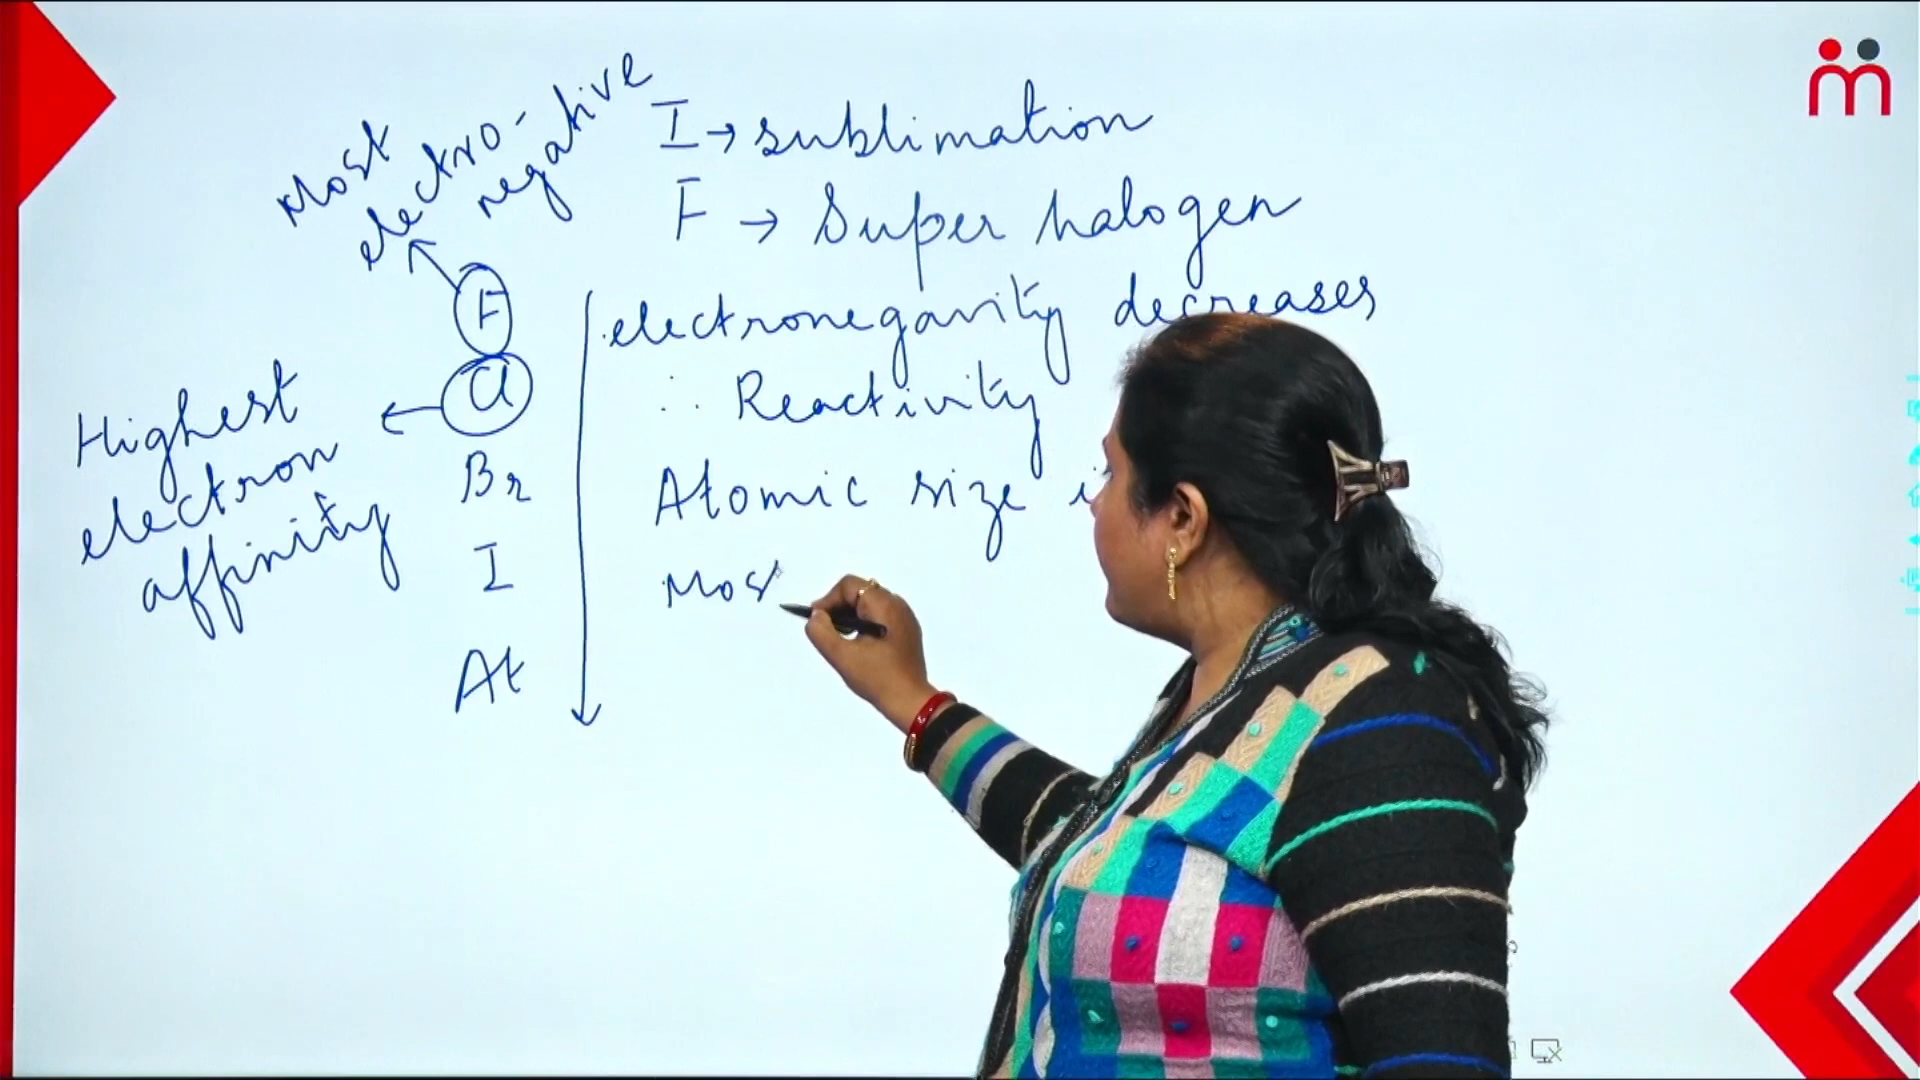 Most
electro-
negative
I → sublimation
F → Super halogen
F
electronegavity decreases
Cl
∴ Reactivity
Highest
electron
affinity
Br
Atomic size i
I
Mos
At